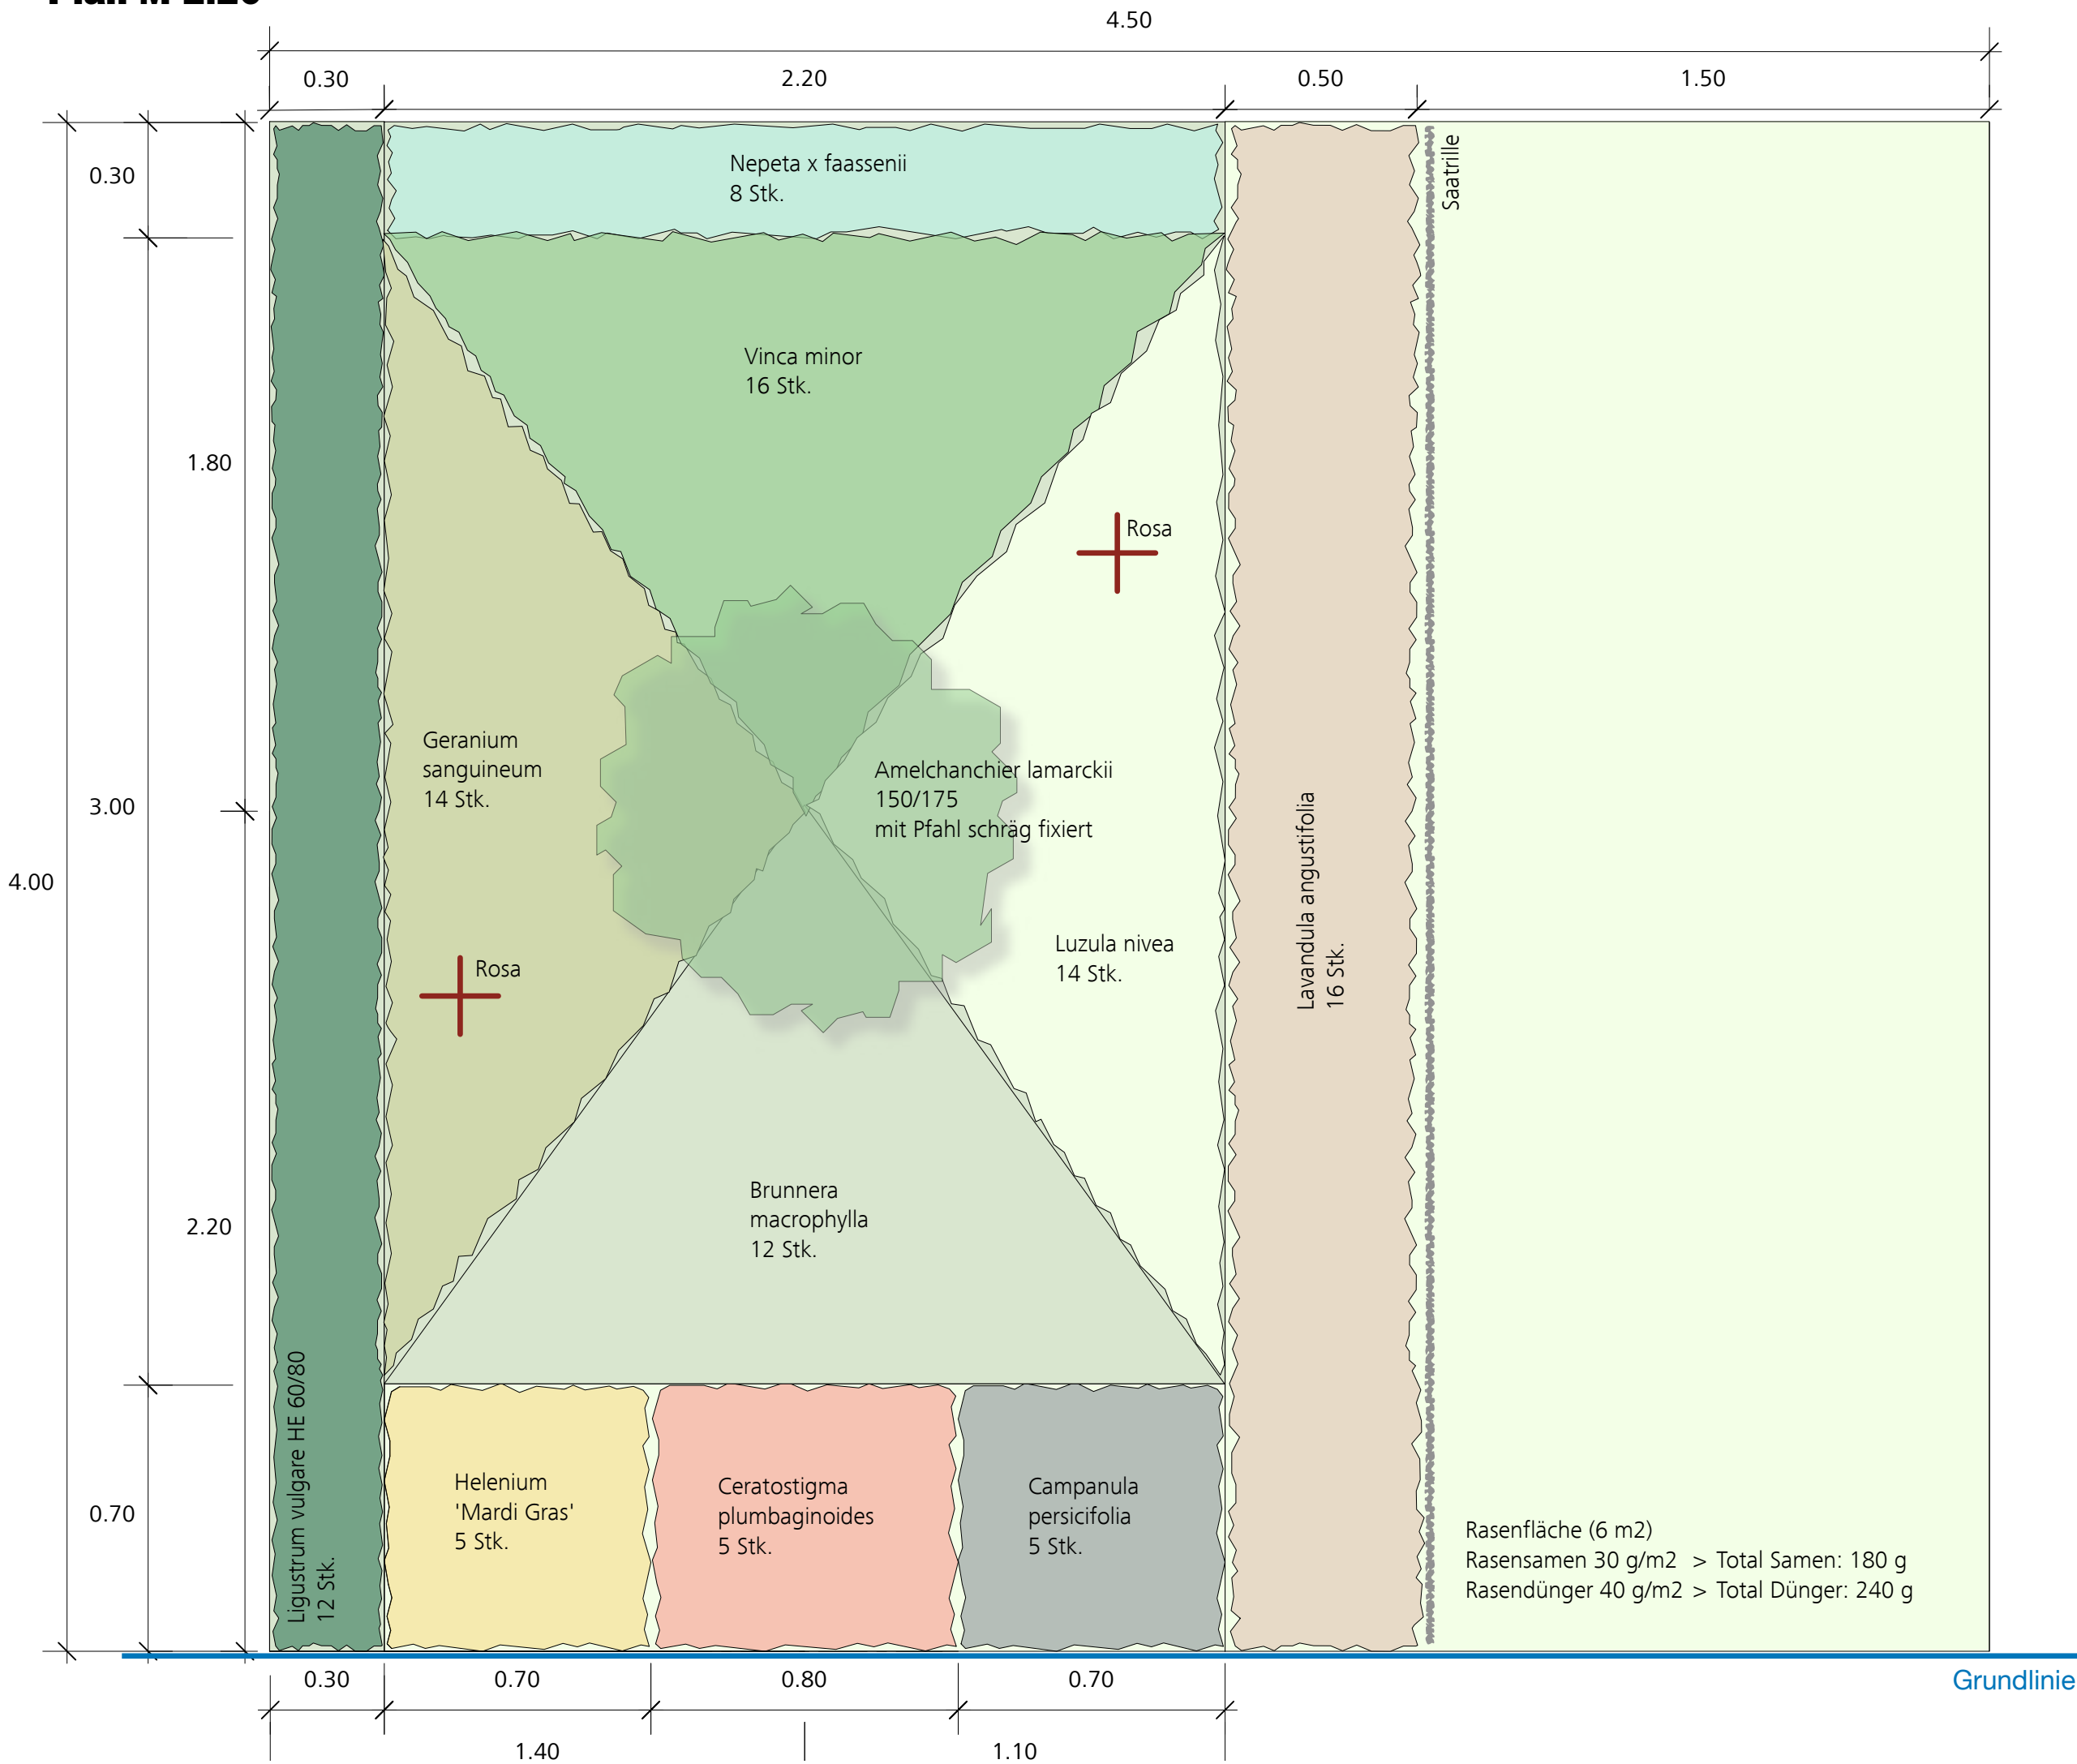 4.50
0.30
2.20
0.50
1.50
0.30
Nepeta x faassenii
8 Stk.
Saatrille
Vinca minor
16 Stk.
1.80
Rosa
Geranium
sanguineum
14 Stk.
Amelchanchier lamarckii
150/175
mit Pfahl schräg fixiert
3.00
4.00
Lavandula angustifolia
16 Stk.
Luzula nivea
14 Stk.
Rosa
Brunnera
macrophylla
12 Stk.
2.20
Ligustrum vulgare HE 60/80
12 Stk.
Helenium
'Mardi Gras'
5 Stk.
Ceratostigma
plumbaginoides
5 Stk.
Campanula
persicifolia
5 Stk.
0.70
Rasenfläche (6 m2)
Rasensamen 30 g/m2 > Total Samen: 180 g
Rasendünger 40 g/m2 > Total Dünger: 240 g
Grundlinie
0.30
0.70
0.80
0.70
1.40
1.10